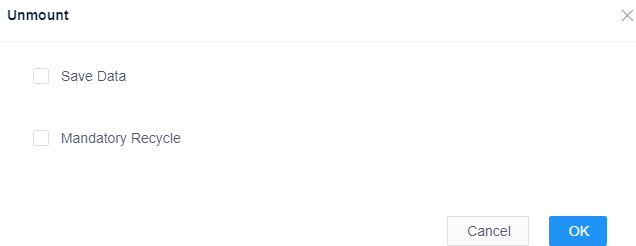 Unmount
Save Data
Mandatory Recycle
Cancel
OK